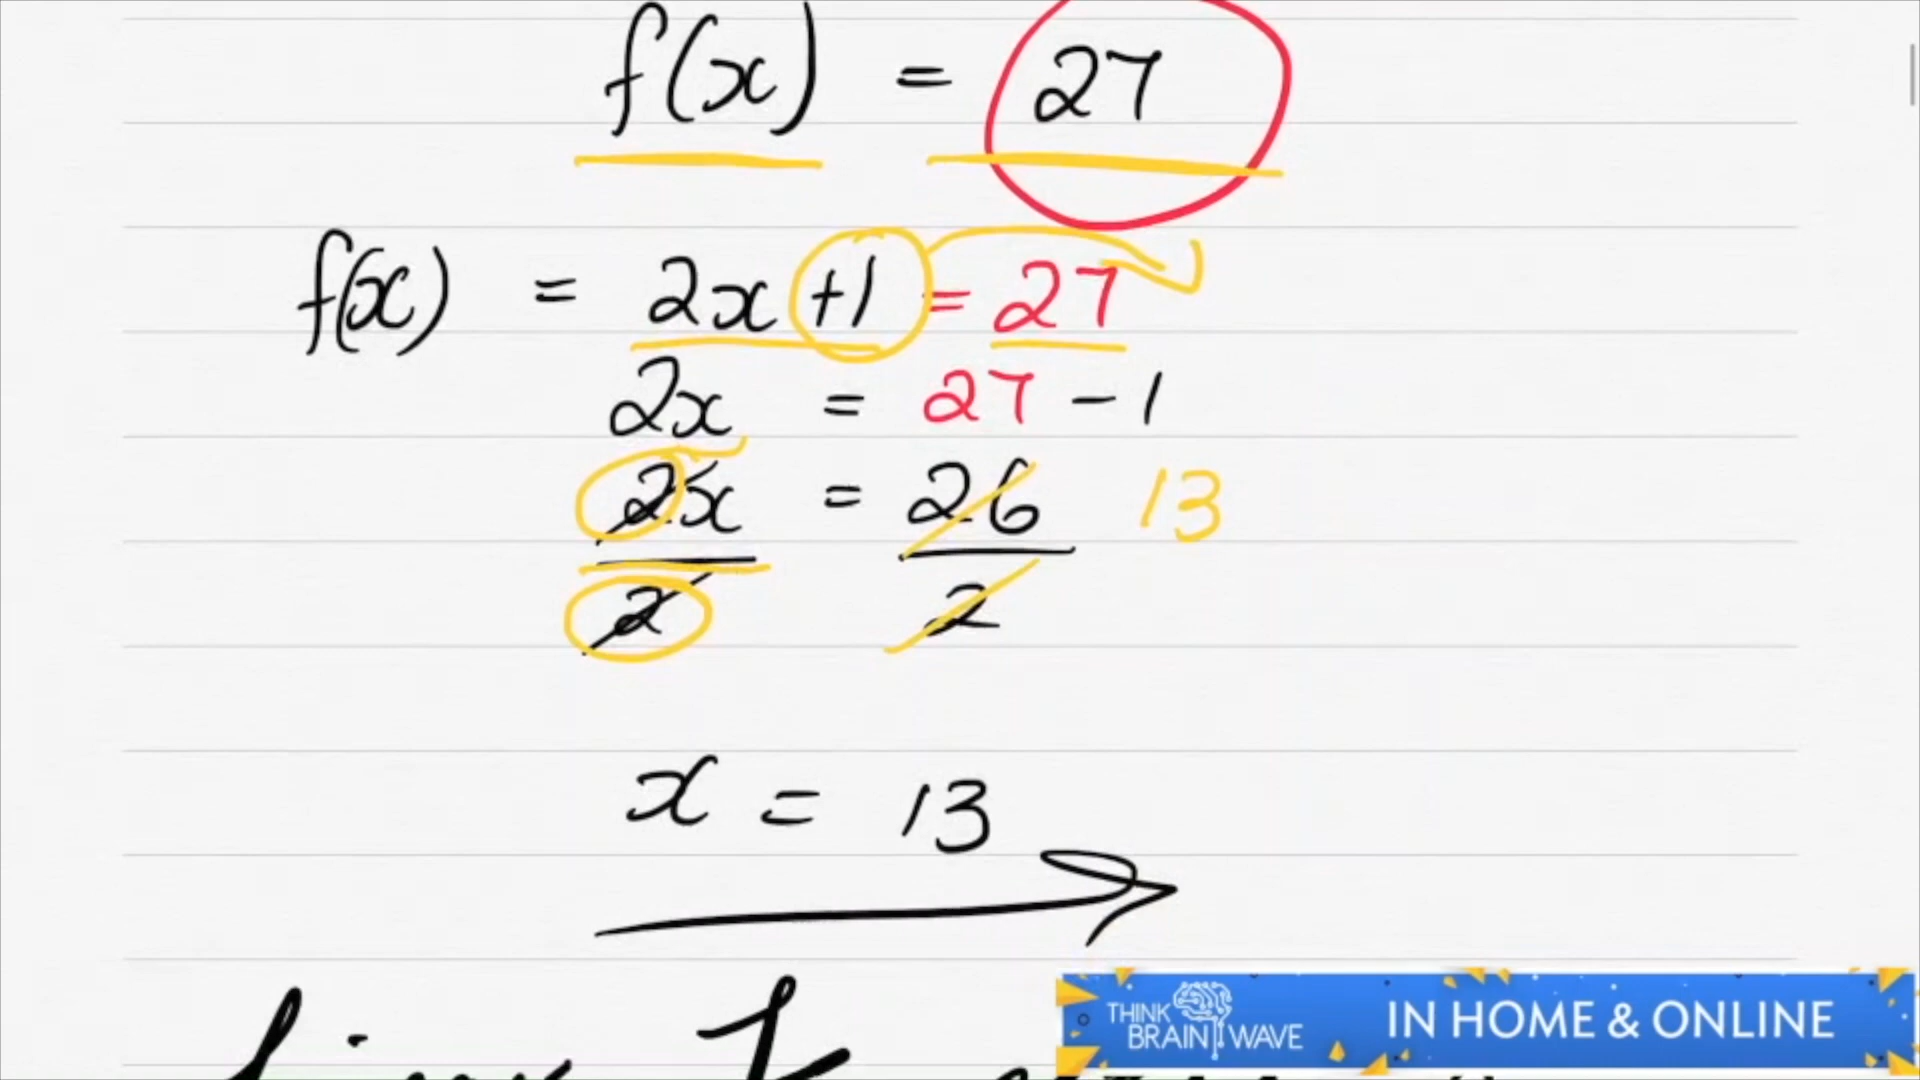 f(x) = 27
f(x) = 2x +1 = 27
2x = 27 - 1
2x = 26 13
2 2
x = 13
THINK
BRAIN WAVE
IN HOME & ONLINE